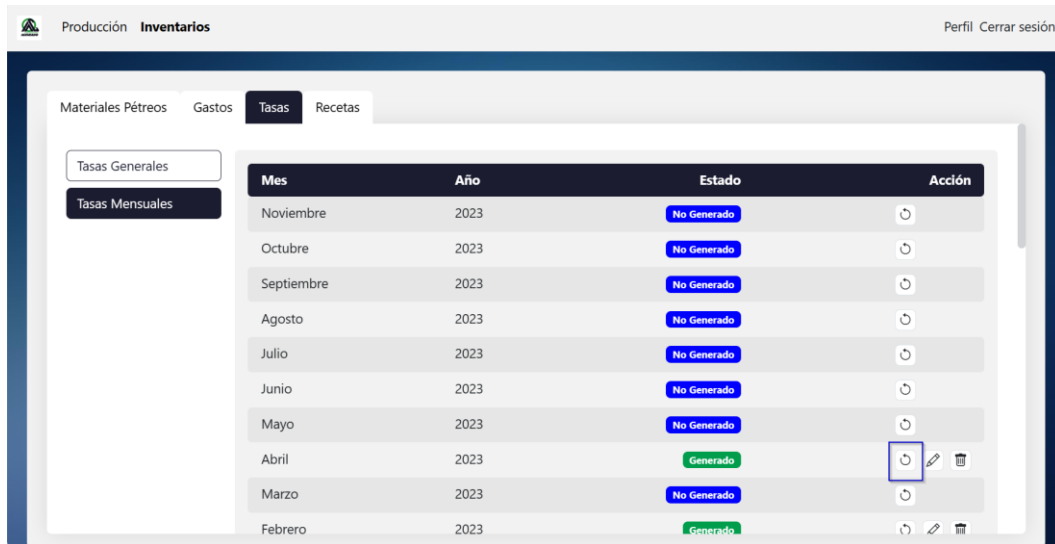 Producción Inventarios Perfil Cerrar sesión
Materiales Pétreos Gastos Tasas Recetas
Tasas Generales
Tasas Mensuales
Mes Año Estado Acción
Noviembre 2023 No Generado
Octubre 2023 No Generado
Septiembre 2023 No Generado
Agosto 2023 No Generado
Julio 2023 No Generado
Junio 2023 No Generado
Mayo 2023 No Generado
Abril 2023 Generado
Marzo 2023 No Generado
Febrero 2023 Generado